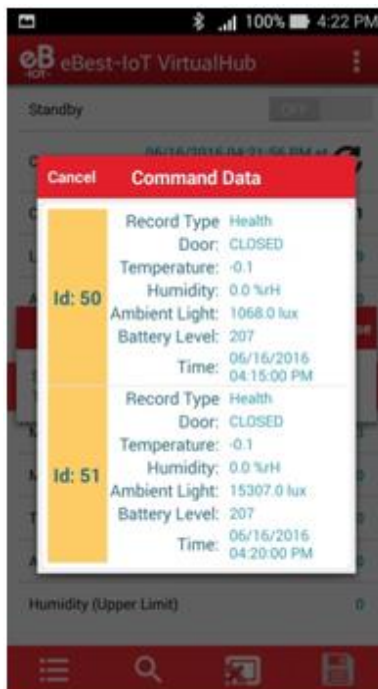 100% 4:22 PM
eB
-IOT-
eBest-IoT VirtualHub
Standby OFF
06/16/2016 04:21:56 PM at
Cancel Command Data
Id: 50
Record Type Health
Door: CLOSED
Temperature: -0.1
Humidity: 0.0 %rH
Ambient Light: 1068.0 lux
Battery Level: 207
Time: 06/16/2016
04:15:00 PM
Id: 51
Record Type Health
Door: CLOSED
Temperature: -0.1
Humidity: 0.0 %rH
Ambient Light: 15307.0 lux
Battery Level: 207
Time: 06/16/2016
04:20:00 PM
Humidity (Upper Limit) 0